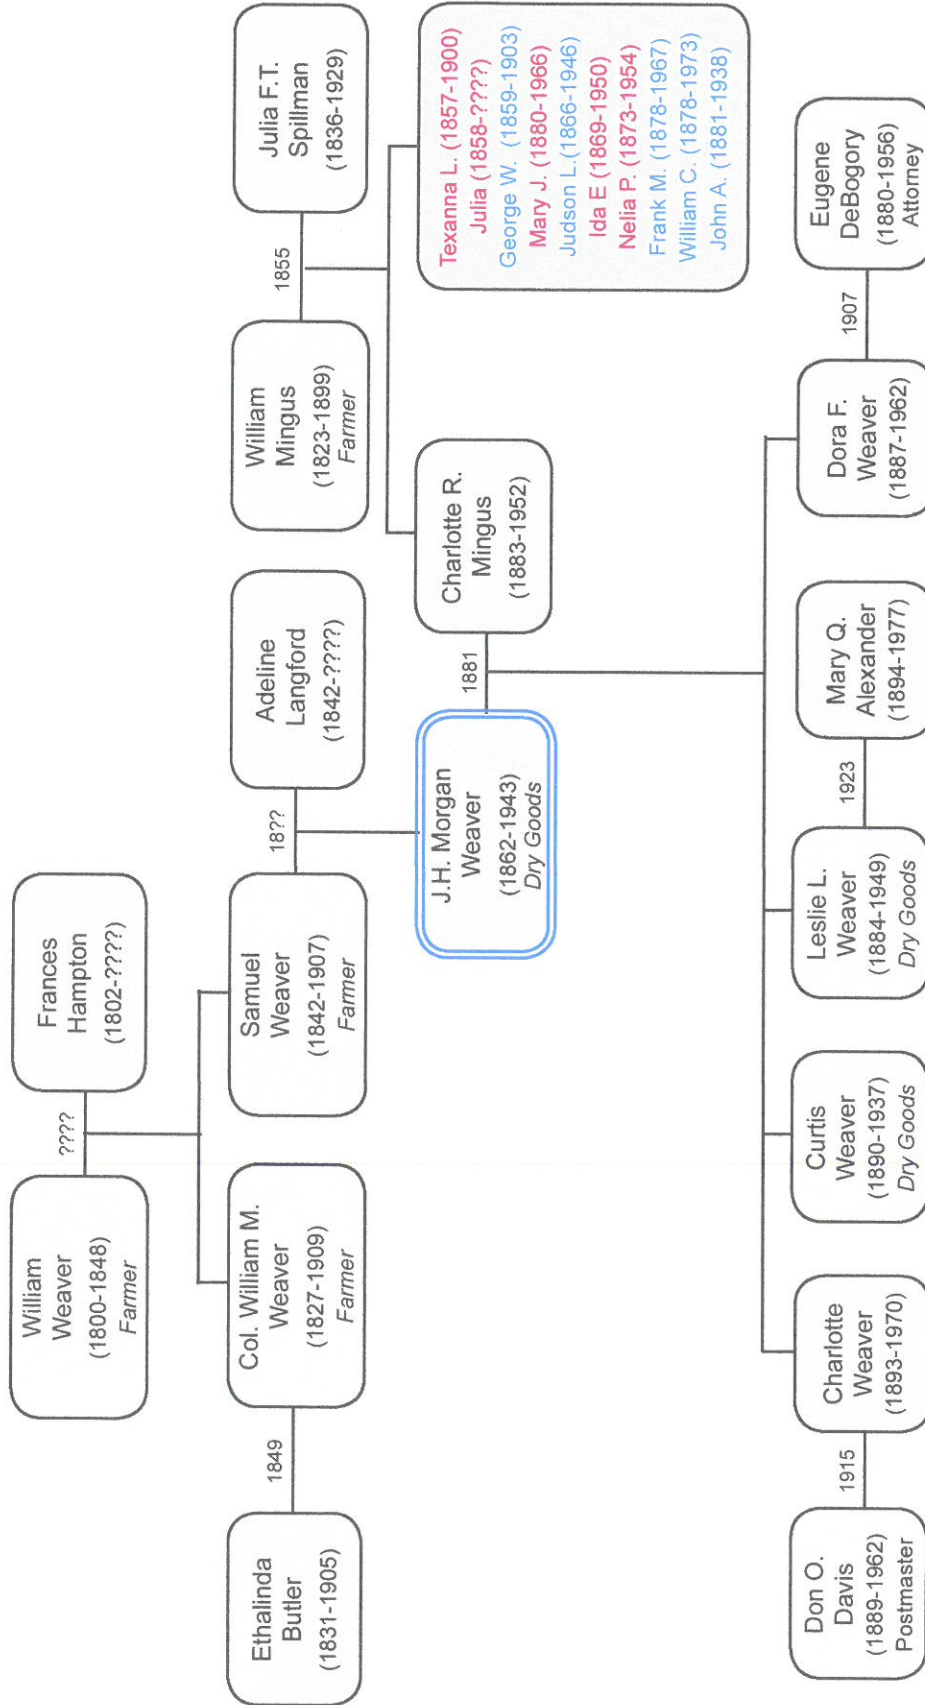 William
Weaver
(1800-1848)
Farmer
????
Frances
Hampton
(1802-????)
Ethalinda
Butler
(1831-1905)
1849
Col. William M.
Weaver
(1827-1909)
Farmer
Samuel
Weaver
(1842-1907)
Farmer
18??
Adeline
Langford
(1842-????)
William
Mingus
(1823-1899)
Farmer
1855
Julia F.T.
Spillman
(1836-1929)
J.H. Morgan
Weaver
(1862-1943)
Dry Goods
1881
Charlotte R.
Mingus
(1883-1952)
Texanna L. (1857-1900)
Julia (1858-????)
George W. (1859-1903)
Mary J. (1880-1966)
Judson L.(1866-1946)
Ida E (1869-1950)
Nelia P. (1873-1954)
Frank M. (1878-1967)
William C. (1878-1973)
John A. (1881-1938)
Don O.
Davis
(1889-1962)
Postmaster
1915
Charlotte
Weaver
(1893-1970)
Curtis
Weaver
(1890-1937)
Dry Goods
Leslie L.
Weaver
(1884-1949)
Dry Goods
1923
Mary Q.
Alexander
(1894-1977)
Dora F.
Weaver
(1887-1962)
1907
Eugene
DeBogory
(1880-1956)
Attorney